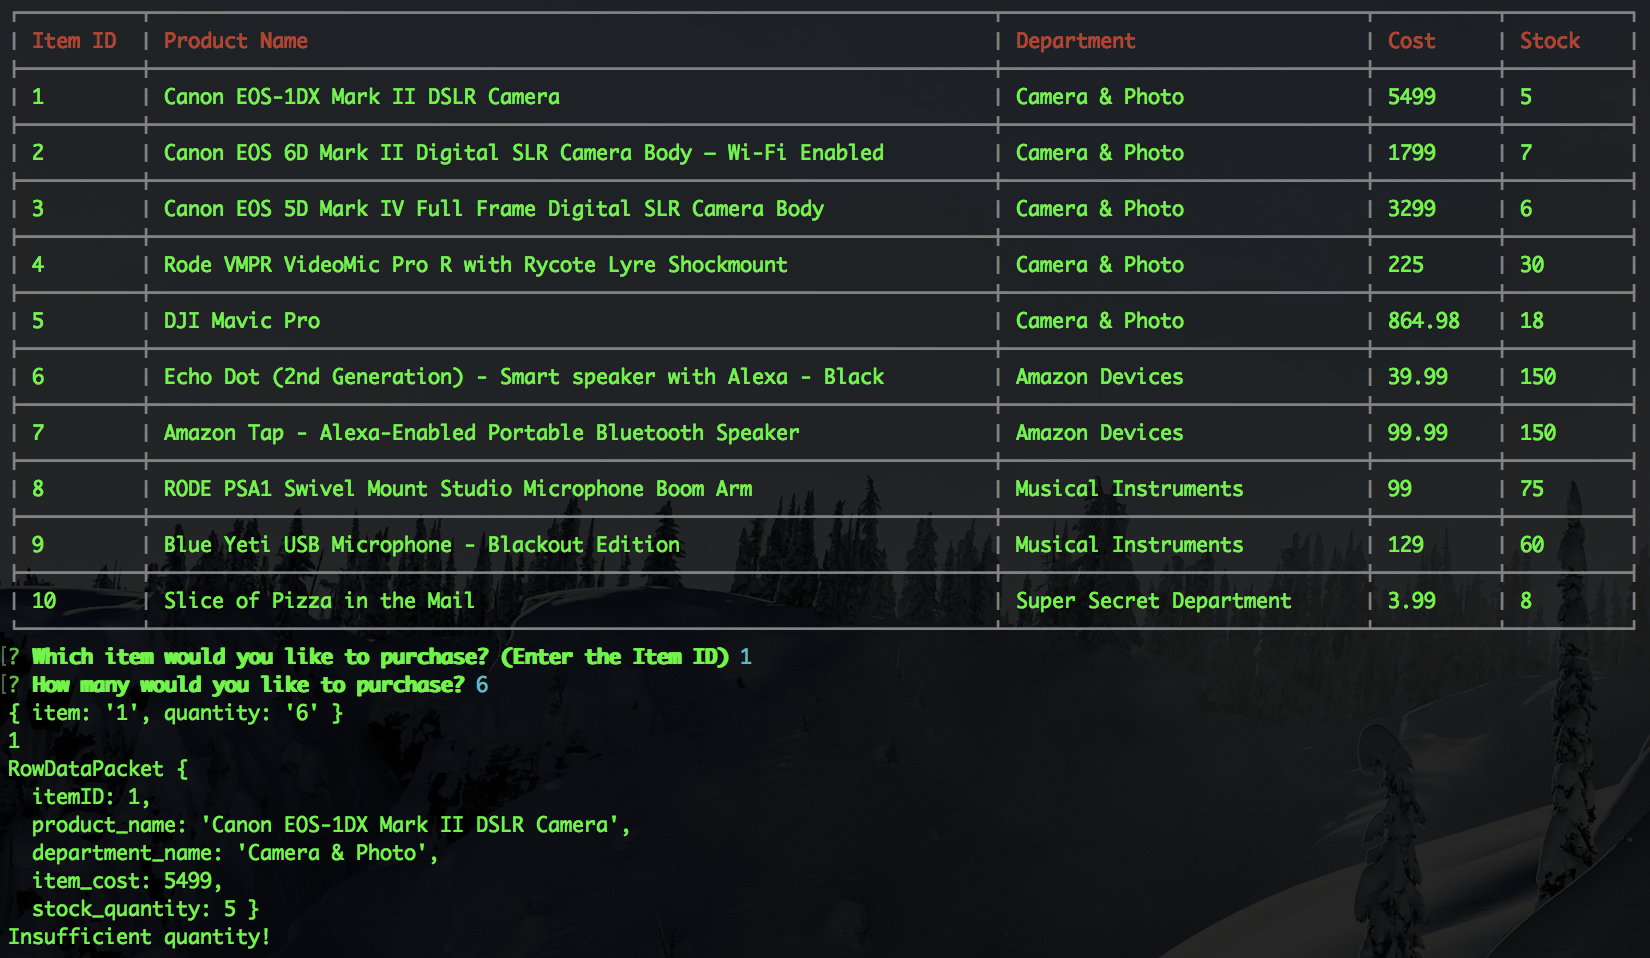 Item ID Product Name Department Cost Stock
1 Canon EOS-1DX Mark II DSLR Camera Camera & Photo 5499 5
2 Canon EOS 6D Mark II Digital SLR Camera Body – Wi-Fi Enabled Camera & Photo 1799 7
3 Canon EOS 5D Mark IV Full Frame Digital SLR Camera Body Camera & Photo 3299 6
4 Rode VMPR VideoMic Pro R with Rycote Lyre Shockmount Camera & Photo 225 30
5 DJI Mavic Pro Camera & Photo 864.98 18
6 Echo Dot (2nd Generation) - Smart speaker with Alexa - Black Amazon Devices 39.99 150
7 Amazon Tap - Alexa-Enabled Portable Bluetooth Speaker Amazon Devices 99.99 150
8 RODE PSA1 Swivel Mount Studio Microphone Boom Arm Musical Instruments 99 75
9 Blue Yeti USB Microphone - Blackout Edition Musical Instruments 129 60
10 Slice of Pizza in the Mail Super Secret Department 3.99 8
? Which item would you like to purchase? (Enter the Item ID) 1
? How many would you like to purchase? 6
{ item: '1', quantity: '6' }
1
RowDataPacket {
itemID: 1,
product_name: 'Canon EOS-1DX Mark II DSLR Camera',
department_name: 'Camera & Photo',
item_cost: 5499,
stock_quantity: 5 }
Insufficient quantity!